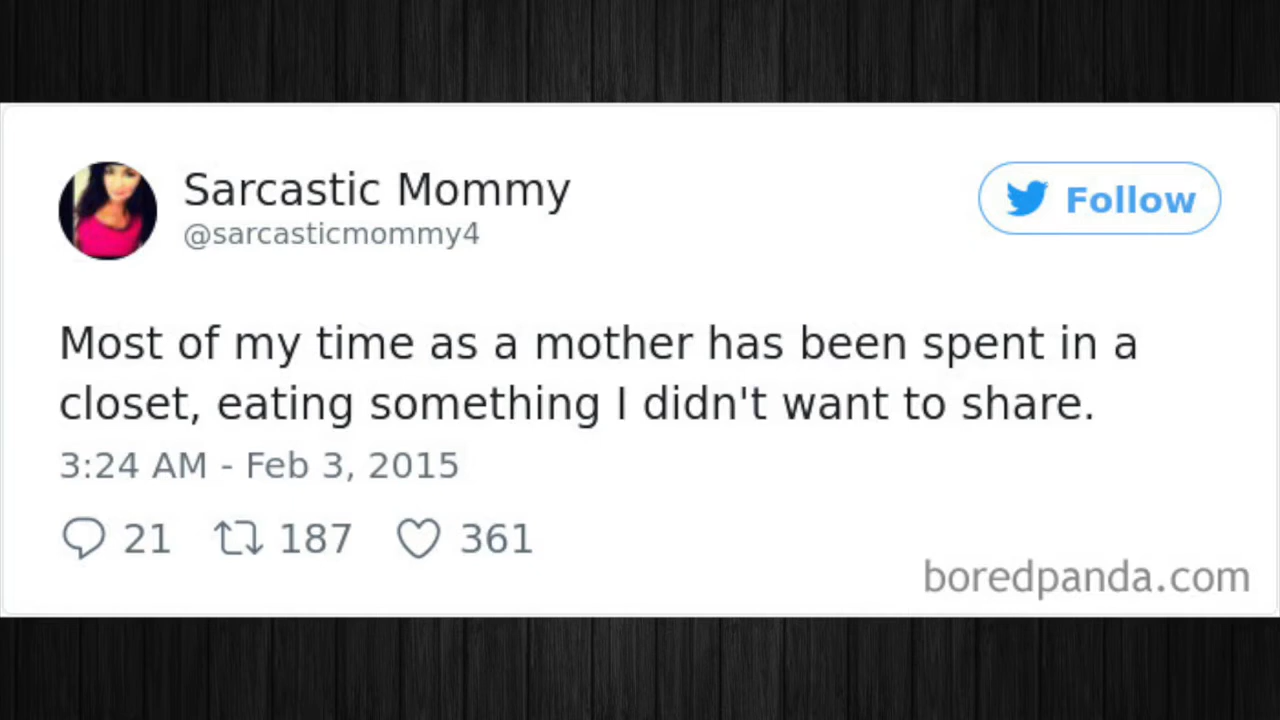 Sarcastic Mommy
@sarcasticmommy4
Follow
Most of my time as a mother has been spent in a
closet, eating something I didn't want to share.
3:24 AM - Feb 3, 2015
21 187 361
boredpanda.com